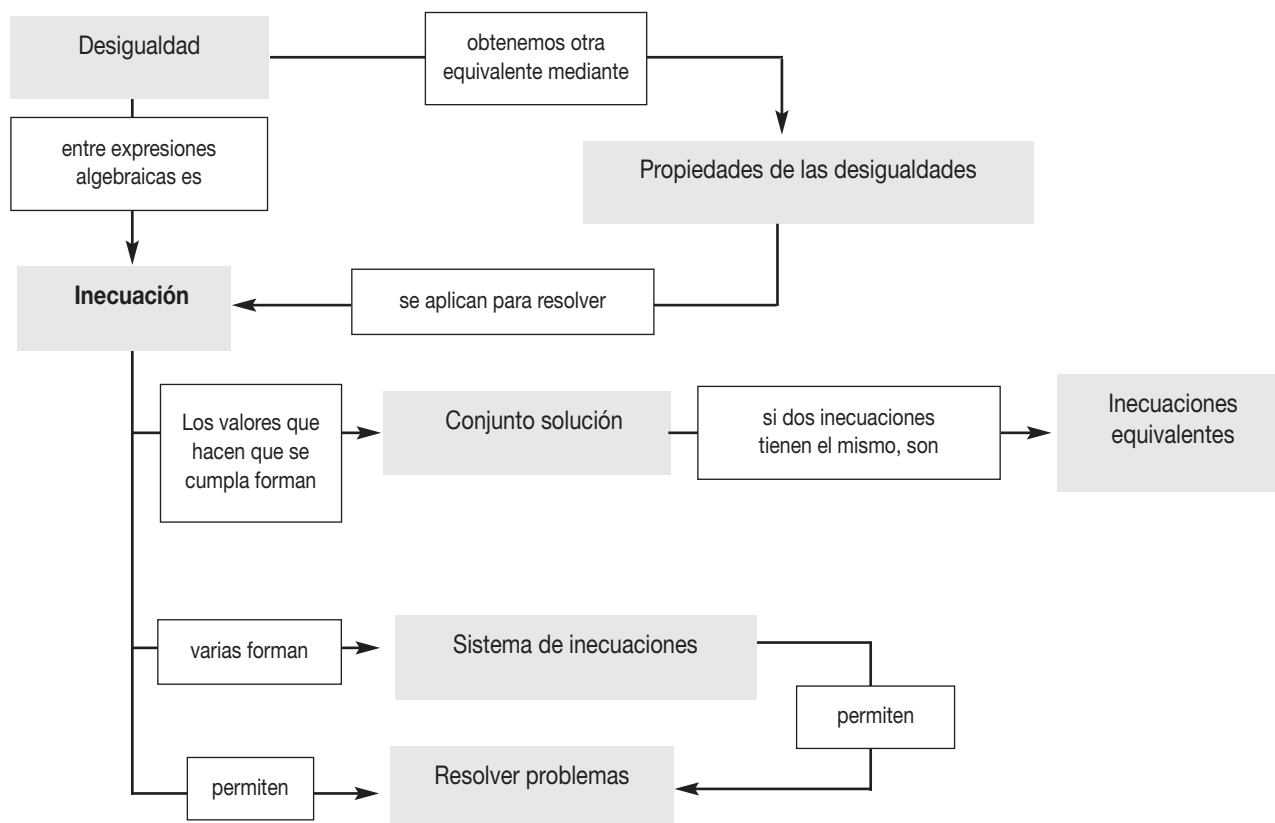 Desigualdad
obtenemos otra
equivalente mediante
entre expresiones
algebraicas es
Propiedades de las desigualdades
Inecuación
se aplican para resolver
Los valores que
hacen que se
cumpla forman
Conjunto solución
si dos inecuaciones
tienen el mismo, son
Inecuaciones
equivalentes
varias forman
Sistema de inecuaciones
permiten
permiten
Resolver problemas